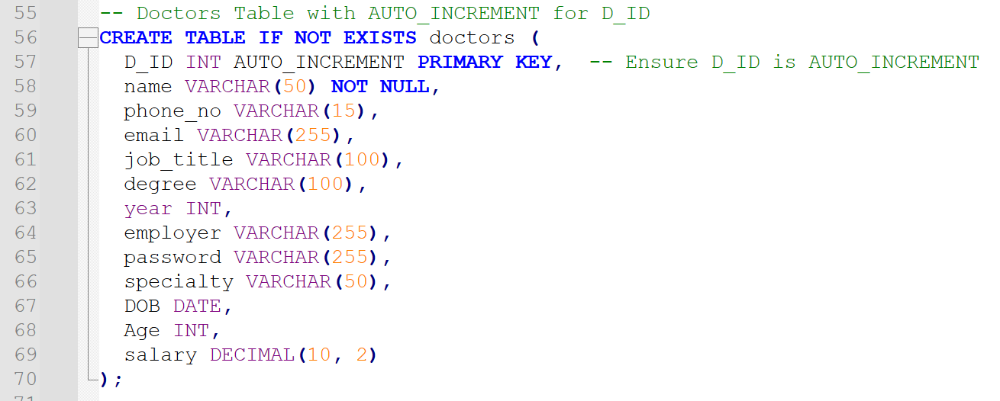 55 -- Doctors Table with AUTO_INCREMENT for D_ID
56 CREATE TABLE IF NOT EXISTS doctors (
57 D_ID INT AUTO_INCREMENT PRIMARY KEY, -- Ensure D_ID is AUTO_INCREMENT
58 name VARCHAR(50) NOT NULL,
59 phone_no VARCHAR(15),
60 email VARCHAR(255),
61 job_title VARCHAR(100),
62 degree VARCHAR(100),
63 year INT,
64 employer VARCHAR(255),
65 password VARCHAR(255),
66 specialty VARCHAR(50),
67 DOB DATE,
68 Age INT,
69 salary DECIMAL(10, 2)
70 );
71